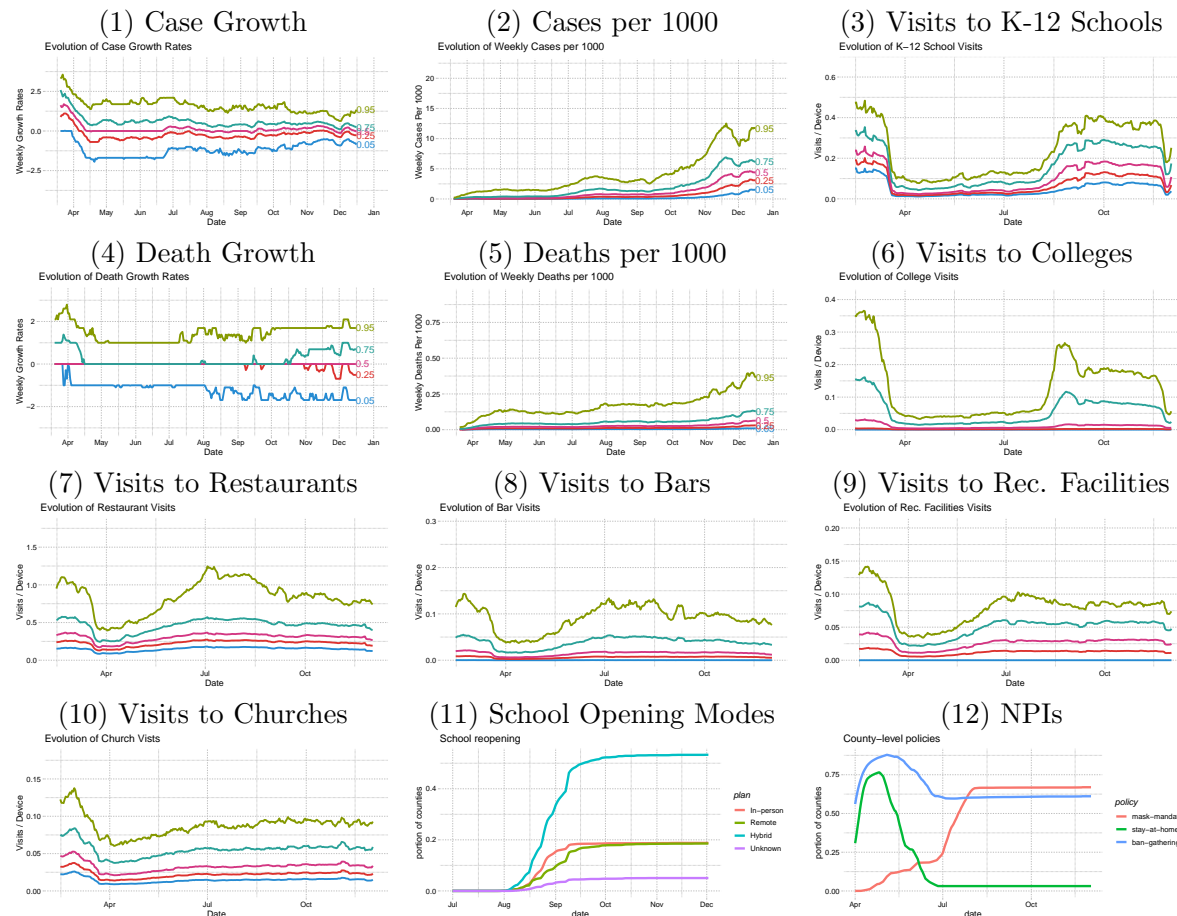 (1) Case Growth
Evolution of Case Growth Rates
Weekly Growth Rates
2.5
0.0
−2.5
0.95
0.75
0.5
0.25
0.05
Apr May Jun Jul Aug Sep Oct Nov Dec Jan
Date
(2) Cases per 1000
Evolution of Weekly Cases per 1000
Weekly Cases Per 1000
20
15
10
5
0
0.95
0.75
0.5
0.25
0.05
Apr May Jun Jul Aug Sep Oct Nov Dec Jan
Date
(3) Visits to K-12 Schools
Evolution of K−12 School Visits
Visits / Device
0.6
0.4
0.2
0.0
Apr Jul Oct
Date
(4) Death Growth
Evolution of Death Growth Rates
Weekly Growth Rates
2
0
−2
0.95
0.75
0.5
0.25
0.05
Apr May Jun Jul Aug Sep Oct Nov Dec Jan
Date
(5) Deaths per 1000
Evolution of Weekly Deaths per 1000
Weekly Deaths Per 1000
0.75
0.50
0.25
0.00
0.95
0.75
0.5
0.25
0.05
Apr May Jun Jul Aug Sep Oct Nov Dec Jan
Date
(6) Visits to Colleges
Evolution of College Visits
Visits / Device
0.4
0.3
0.2
0.1
0.0
Apr Jul Oct
Date
(7) Visits to Restaurants
Evolution of Restaurant Visits
Visits / Device
1.5
1.0
0.5
0.0
Apr Jul Oct
Date
(8) Visits to Bars
Evolution of Bar Visits
Visits / Device
0.3
0.2
0.1
0.0
Apr Jul Oct
Date
(9) Visits to Rec. Facilities
Evolution of Rec. Facilities Visits
Visits / Device
0.20
0.15
0.10
0.05
0.00
Apr Jul Oct
Date
(10) Visits to Churches
Evolution of Church Vists
Visits / Device
0.15
0.10
0.05
0.00
Apr Jul Oct
Date
(11) School Opening Modes
School reopening
portion of counties
0.4
0.2
0.0
Jul Aug Sep Oct Nov Dec
date
plan
In−person
Remote
Hybrid
Unknown
(12) NPIs
County−level policies
portion of counties
0.75
0.50
0.25
0.00
Apr Jul Oct
date
policy
mask−manda
stay−at−home
ban−gathering